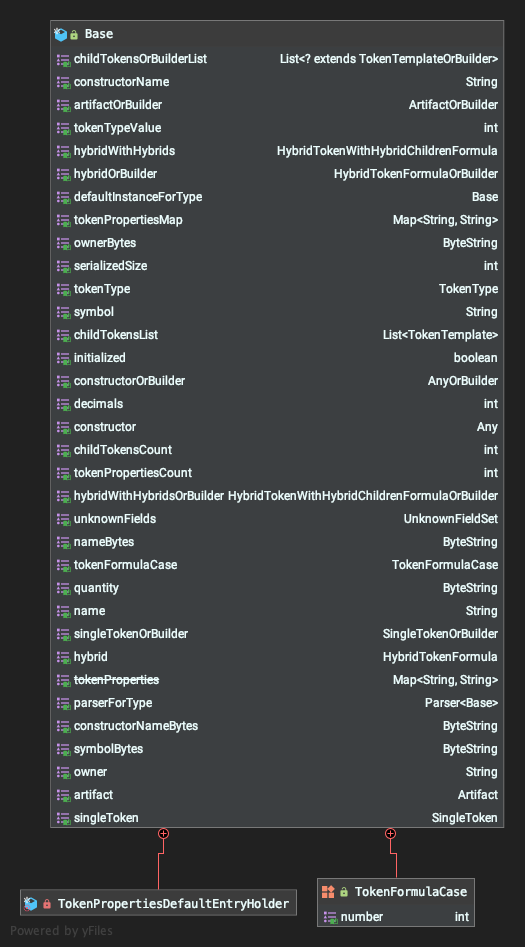 Base
childTokensOrBuilderList List<? extends TokenTemplateOrBuilder>
constructorName String
artifactOrBuilder ArtifactOrBuilder
tokenTypeValue int
hybridWithHybrids HybridTokenWithHybridChildrenFormula
hybridOrBuilder HybridTokenFormulaOrBuilder
defaultInstanceForType Base
tokenPropertiesMap Map<String, String>
ownerBytes ByteString
serializedSize int
tokenType TokenType
symbol String
childTokensList List<TokenTemplate>
initialized boolean
constructorOrBuilder AnyOrBuilder
decimals int
constructor Any
childTokensCount int
tokenPropertiesCount int
hybridWithHybridsOrBuilder HybridTokenWithHybridChildrenFormulaOrBuilder
unknownFields UnknownFieldSet
nameBytes ByteString
tokenFormulaCase TokenFormulaCase
quantity ByteString
name String
singleTokenOrBuilder SingleTokenOrBuilder
hybrid HybridTokenFormula
tokenProperties Map<String, String>
parserForType Parser<Base>
constructorNameBytes ByteString
symbolBytes ByteString
owner String
artifact Artifact
singleToken SingleToken
TokenPropertiesDefaultEntryHolder
TokenFormulaCase
number int
Powered by yFiles